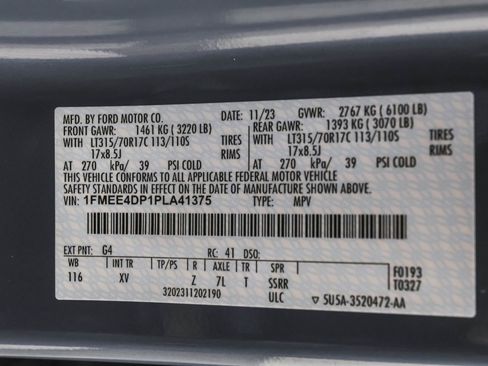 MFD. BY FORD MOTOR CO. 11/23 GVWR: 2767 KG ( 6100 LB)
FRONT GAWR: 1461 KG ( 3220 LB) REAR GAWR: 1393 KG ( 3070 LB)
WITH LT315/70R17C 113/110S TIRES WITH LT315/70R17C 113/110S TIRES
17x8.5J RIMS 17x8.5J RIMS
AT 270 kPa/ 39 PSI COLD AT 270 kPa/ 39 PSI COLD
THIS VEHICLE CONFORMS TO ALL APPLICABLE FEDERAL MOTOR VEHICLE
SAFETY STANDARDS IN EFFECT ON THE DATE OF MANUFACTURE SHOWN ABOVE.
VIN: 1FMEE4DP1PLA41375 TYPE: MPV
EXT PNT: G4 RC: 41 DSO:
WB INT TR TP/PS R AXLE TR SPR F0193
116 XV Z 7L T SSRR T0327
3202311202190 ULC ▽ 5U5A-3520472-AA